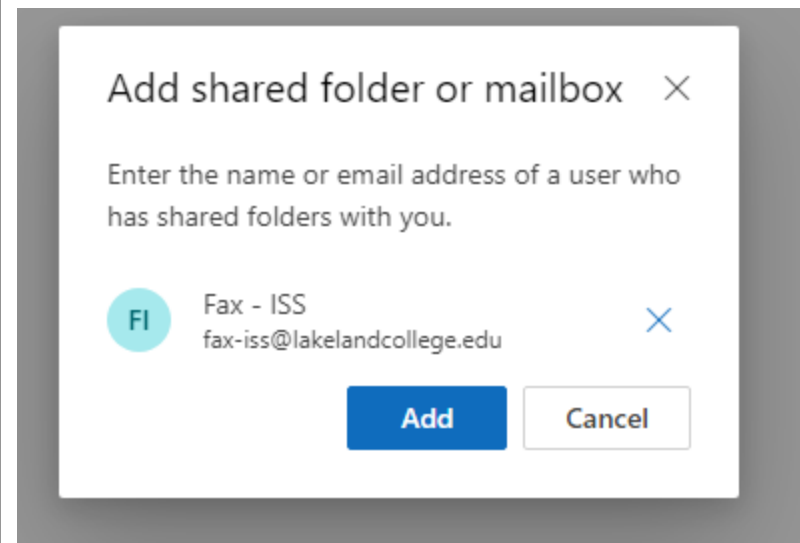 Add shared folder or mailbox
Enter the name or email address of a user who
has shared folders with you.
FI
Fax - ISS
fax-iss@lakelandcollege.edu
Add
Cancel